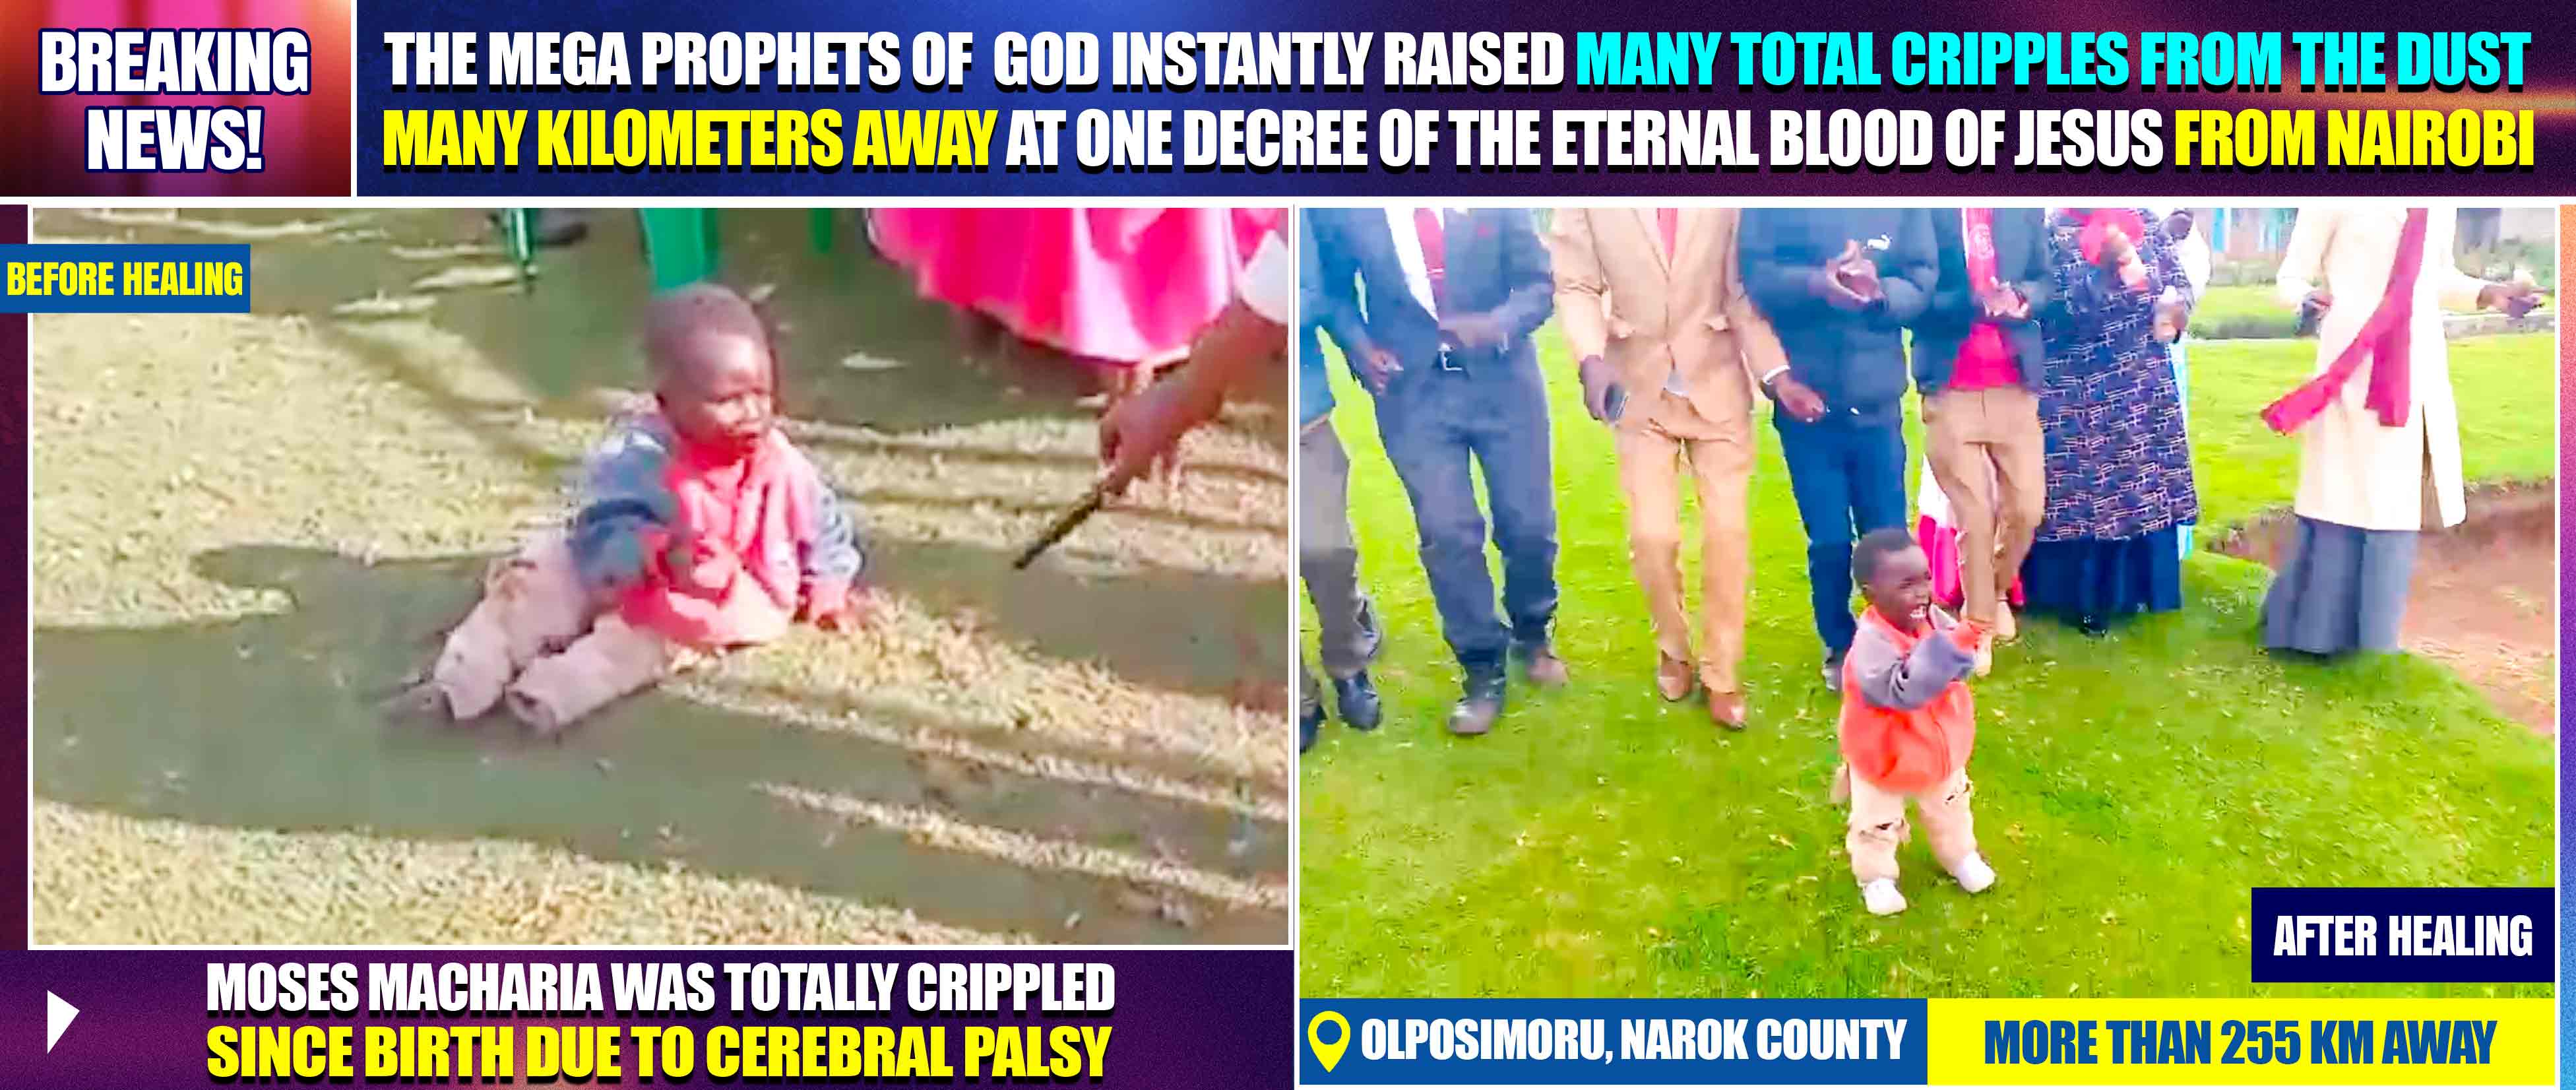 BREAKING
NEWS!
THE MEGA PROPHETS OF GOD INSTANTLY RAISED MANY TOTAL CRIPPLES FROM THE DUST
MANY KILOMETERS AWAY AT ONE DECREE OF THE ETERNAL BLOOD OF JESUS FROM NAIROBI
BEFORE HEALING
AFTER HEALING
MOSES MACHARIA WAS TOTALLY CRIPPLED
SINCE BIRTH DUE TO CEREBRAL PALSY
OLPOSIMORU, NAROK COUNTY
MORE THAN 255 KM AWAY